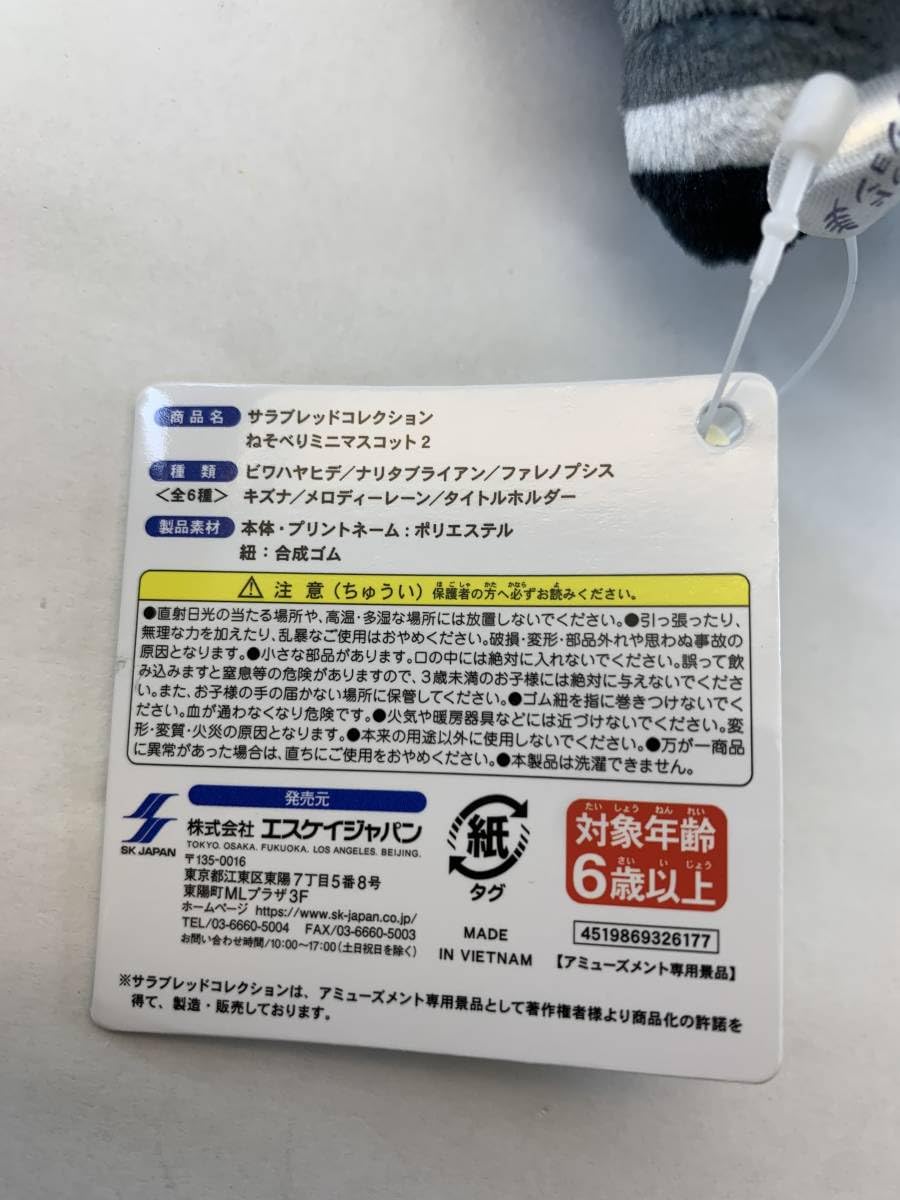 商品名 サラブレッドコレクション
ねそべりミニマスコット2
種類 ビワハヤヒデ/ナリタブライアン/ファレノプシス
<全6種> キズナ/メロディーレーン/タイトルホルダー
製品素材 本体・プリントネーム:ポリエステル
紐:合成ゴム
⚠ 注意(ちゅうい) 保護者の方へ必ずお読みください。
ほごしゃ かた かなら よ
●直射日光の当たる場所や、高温・多湿な場所には放置しないでください。●引っ張ったり、
無理な力を加えたり、乱暴なご使用はおやめください。破損・変形・部品外れや思わぬ事故の
原因となります。●小さな部品があります。口の中には絶対に入れないでください。誤って飲
み込みますと窒息等の危険がありますので、3歳未満のお子様には絶対に与えないでくださ
い。また、お子様の手の届かない場所に保管してください。●ゴム紐を指に巻きつけないでく
ださい。血が通わなくなり危険です。●火気や暖房器具などには近づけないでください。変
形・変質・火災の原因となります。●本来の用途以外に使用しないでください。●万が一商品
に異常があった場合は、直ちにご使用をおやめください。●本製品は洗濯できません。
発売元
SK JAPAN
株式会社 エスケイジャパン
TOKYO. OSAKA. FUKUOKA. LOS ANGELES. BEIJING.
〒135-0016
東京都江東区東陽7丁目5番8号
東陽町MLプラザ3F
ホームページ https://www.sk-japan.co.jp/
TEL/03-6660-5004 FAX/03-6660-5003
お問い合わせ時間/10:00〜17:00(土日祝日を除く)
紙
タグ
MADE
IN VIETNAM
たいしょうねんれい
対象年齢
さい いじょう
6歳以上
4519869326177
【アミューズメント専用景品】
※サラブレッドコレクションは、アミューズメント専用景品として著作権者様より商品化の許諾を
得て、製造・販売しております。